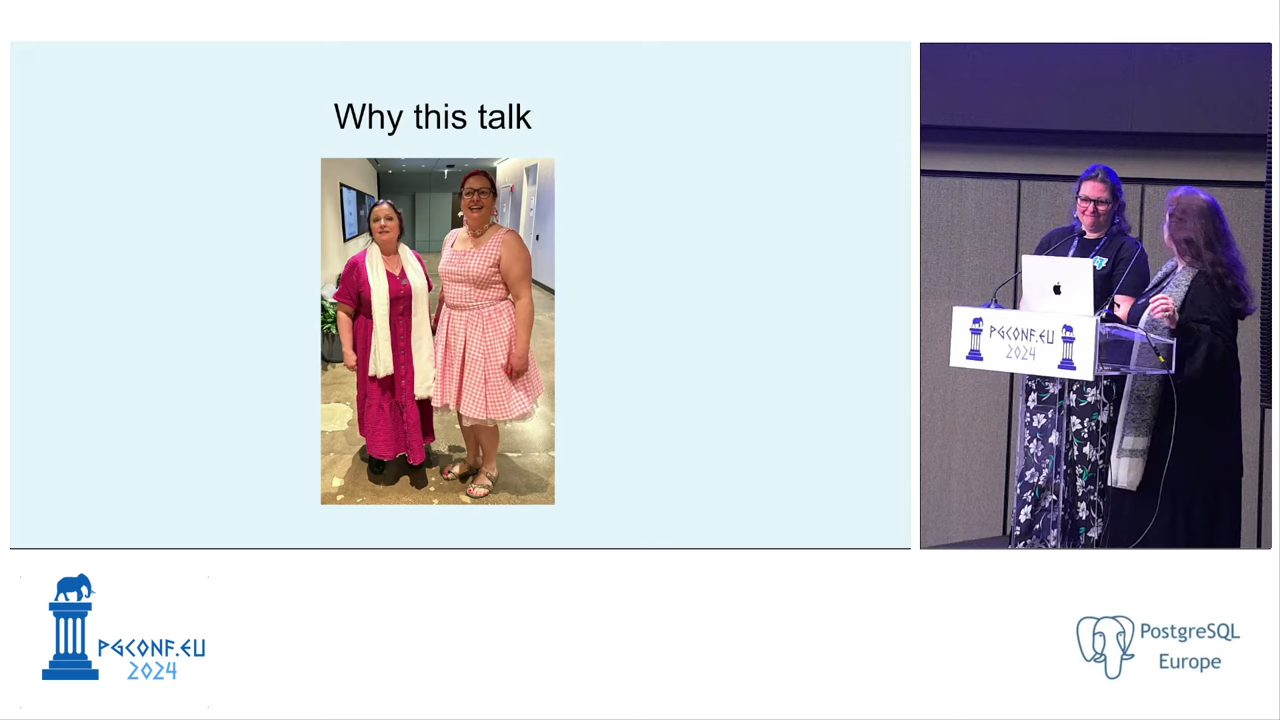 Why this talk
PGCONF.EU
2024
PGCONF.EU
2024
PostgreSQL
Europe